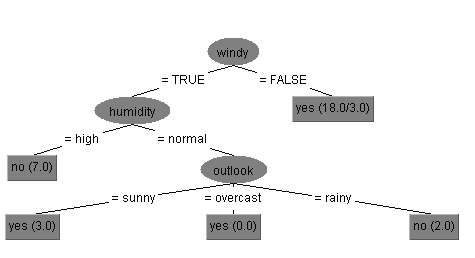 windy
= TRUE
= FALSE
humidity
yes (18.0/3.0)
= high
= normal
no (7.0)
outlook
= sunny
= overcast
= rainy
yes (3.0)
yes (0.0)
no (2.0)